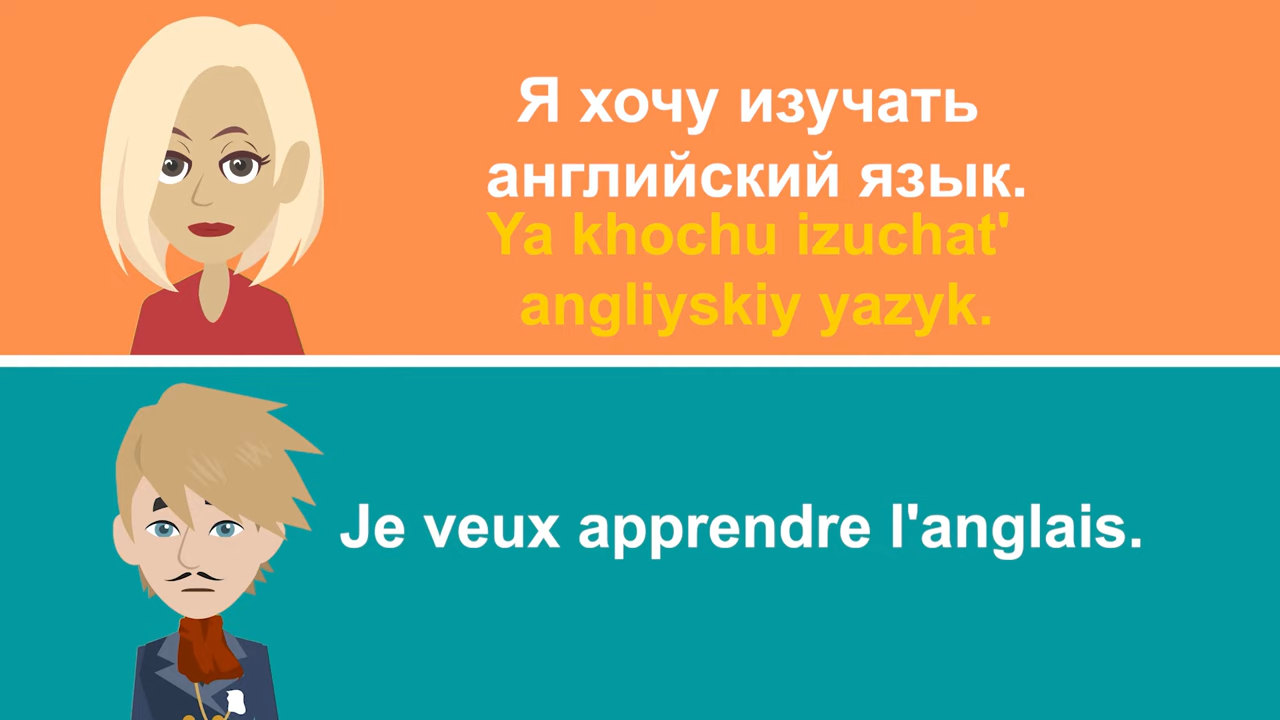 Я хочу изучать
английский язык.
Ya khochu izuchat'
angliyskiy yazyk.
Je veux apprendre l'anglais.